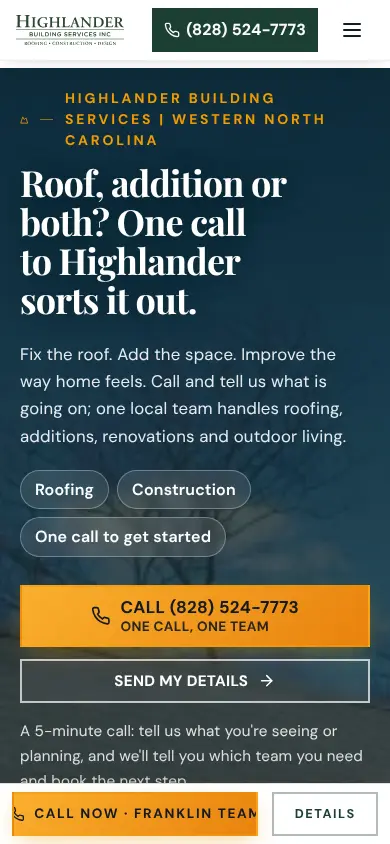 HIGHLANDER
BUILDING SERVICES INC
ROOFING • CONSTRUCTION • DESIGN
(828) 524-7773
HIGHLANDER BUILDING
SERVICES | WESTERN NORTH
CAROLINA
Roof, addition or
both? One call
to Highlander
sorts it out.
Fix the roof. Add the space. Improve the
way home feels. Call and tell us what is
going on; one local team handles roofing,
additions, renovations and outdoor living.
Roofing
Construction
One call to get started
CALL (828) 524-7773
ONE CALL, ONE TEAM
SEND MY DETAILS →
A 5-minute call: tell us what you're seeing or
planning, and we'll tell you which team you need
and book the next step
CALL NOW · FRANKLIN TEAM
DETAILS